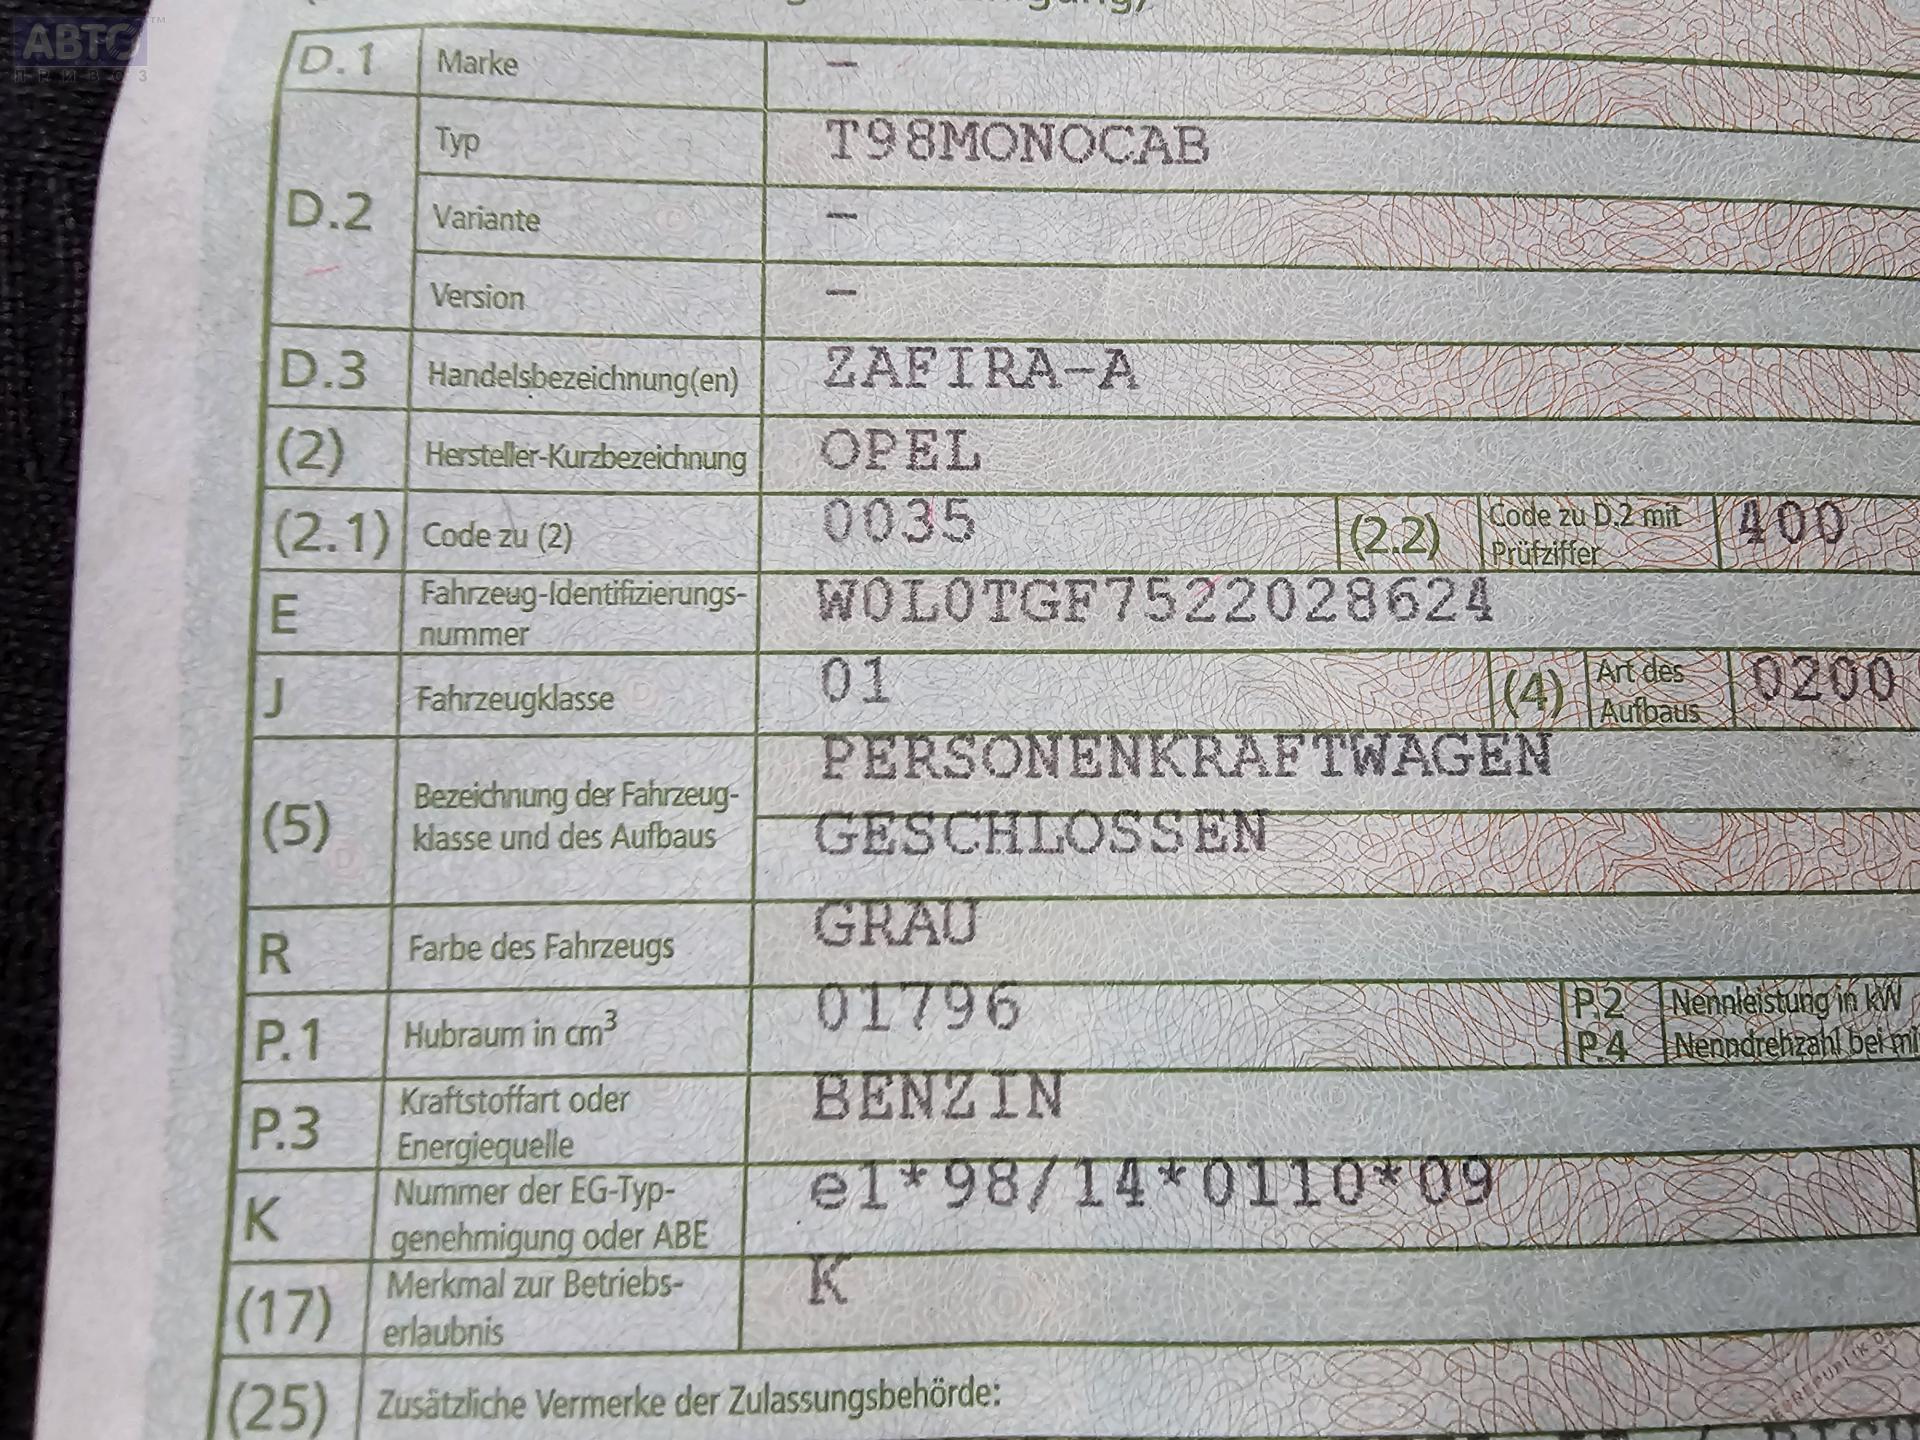 АВТО
ПРИВОЗ
D.1 Marke –
D.2 Typ T98MONOCAB
Variante –
Version –
D.3 Handelsbezeichnung(en) ZAFIRA-A
(2) Hersteller-Kurzbezeichnung OPEL
(2.1) Code zu (2) 0035 (2.2) Code zu D.2 mit Prüfziffer 400
E Fahrzeug-Identifizierungs-
nummer W0L0TGF7522028624
J Fahrzeugklasse 01 (4) Art des Aufbaus 0200
(5) Bezeichnung der Fahrzeug-
klasse und des Aufbaus
PERSONENKRAFTWAGEN
GESCHLOSSEN
R Farbe des Fahrzeugs GRAU
P.1 Hubraum in cm³ 01796 P.2 Nennleistung in kW
P.4 Nenndrehzahl bei
P.3 Kraftstoffart oder
Energiequelle BENZIN
K Nummer der EG-Typ-
genehmigung oder ABE e1*98/14*0110*09
(17) Merkmal zur Betriebs-
erlaubnis K
(25) Zusätzliche Vermerke der Zulassungsbehörde: